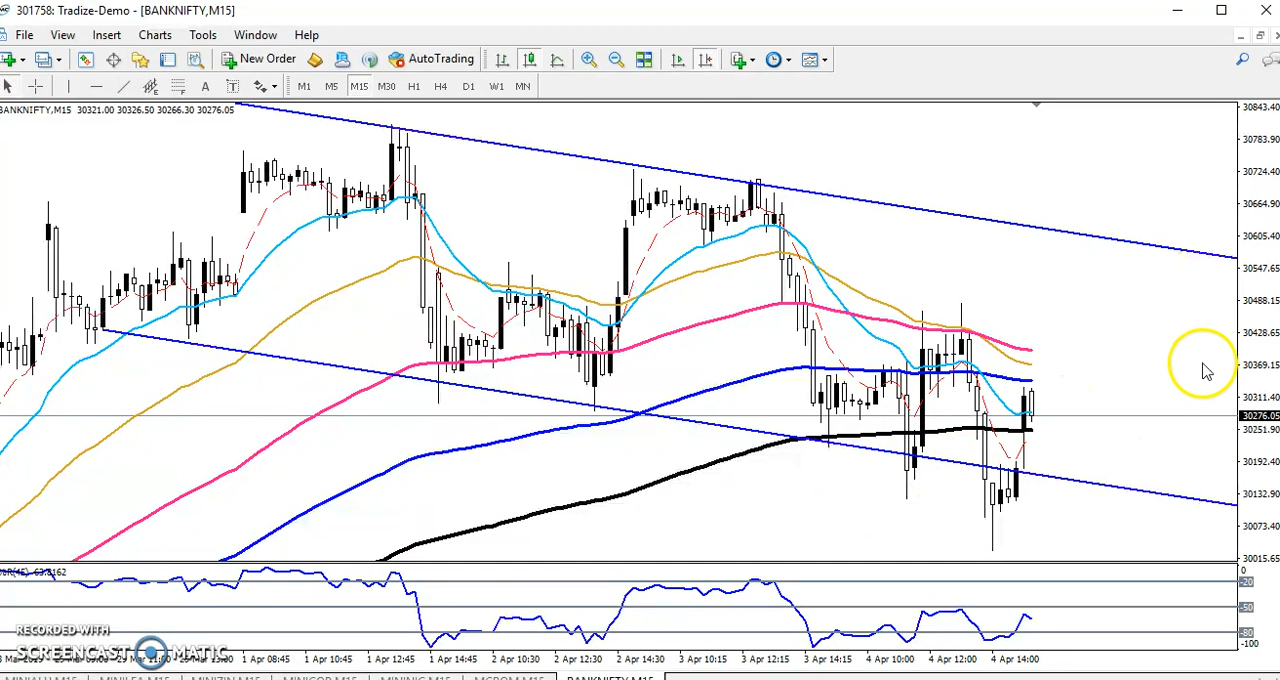 301758: Tradize-Demo - [BANKNIFTY,M15]
File View Insert Charts Tools Window Help
New Order AutoTrading
A T M1 M5 M15 M30 H1 H4 D1 W1 MN
BANKNIFTY,M15 30321.00 30326.50 30266.30 30276.05
30843.40
30783.90
30724.40
30664.90
30605.40
30547.65
30488.15
30428.65
30369.15
30311.40
30276.05
30251.90
30192.40
30132.90
30073.40
30015.65
-63.8162
0
-20
-50
-80
-100
RECORDED WITH
SCREENCAST MATIC
1 Apr 08:45 1 Apr 10:45 1 Apr 12:45 1 Apr 14:45 2 Apr 10:30 2 Apr 12:30 2 Apr 14:30 3 Apr 10:15 3 Apr 12:15 3 Apr 14:15 4 Apr 10:00 4 Apr 12:00 4 Apr 14:00
BANKNIFTY,M15